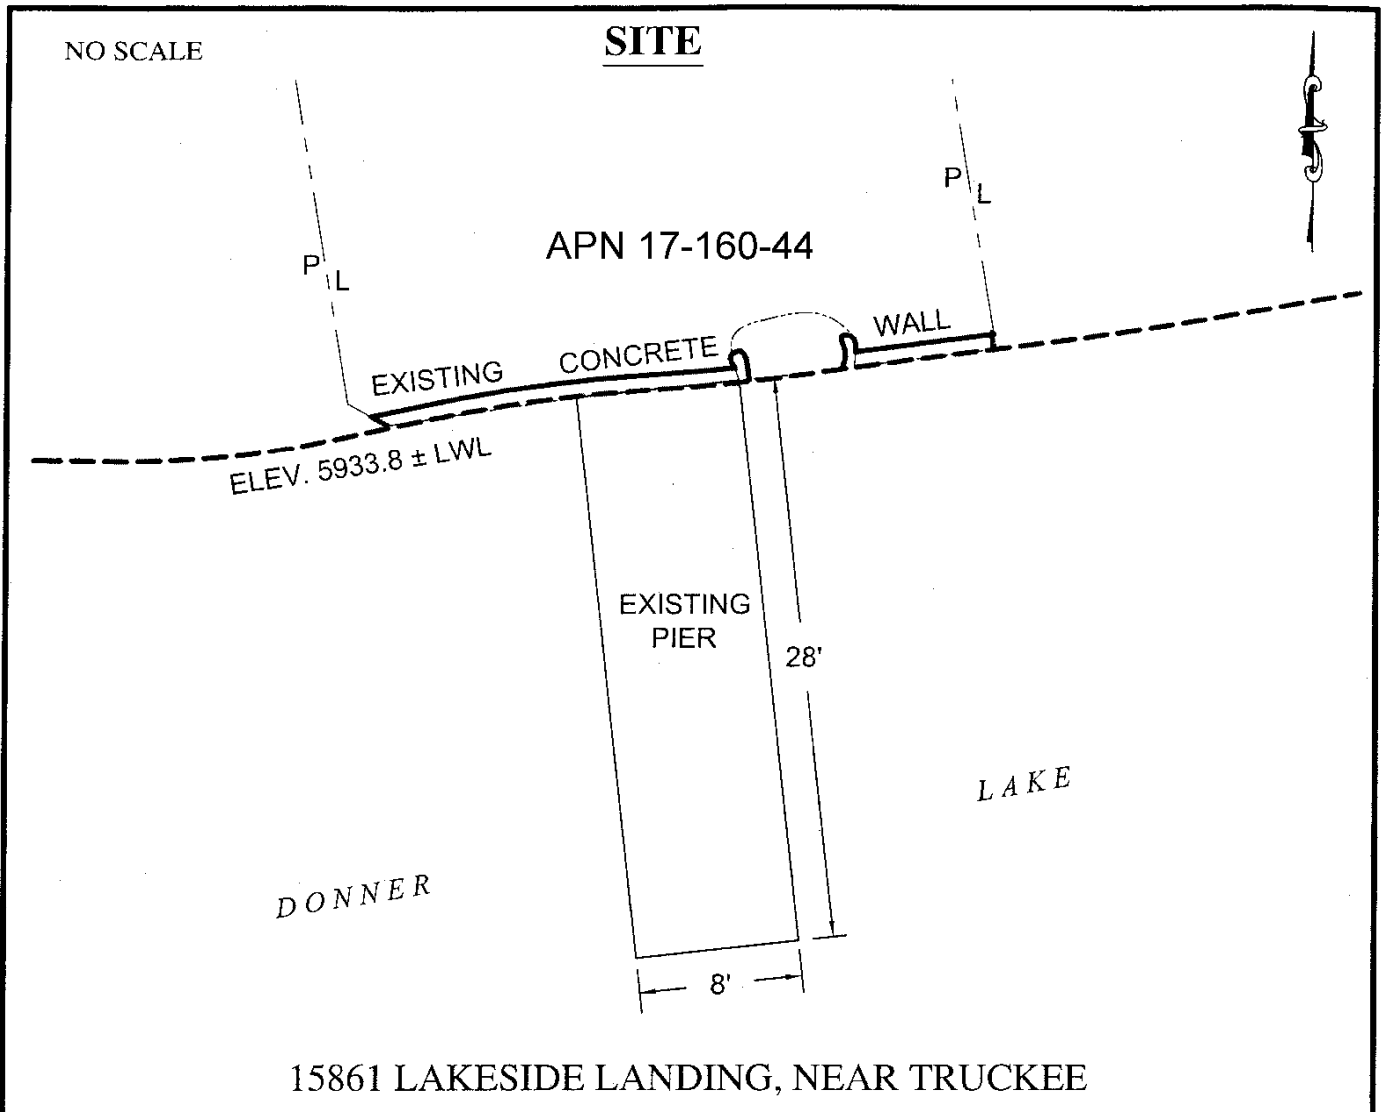 NO SCALE
SITE
P L
P L
APN 17-160-44
EXISTING CONCRETE WALL
ELEV. 5933.8 ± LWL
EXISTING
PIER
28'
LAKE
DONNER
8'
15861 LAKESIDE LANDING, NEAR TRUCKEE